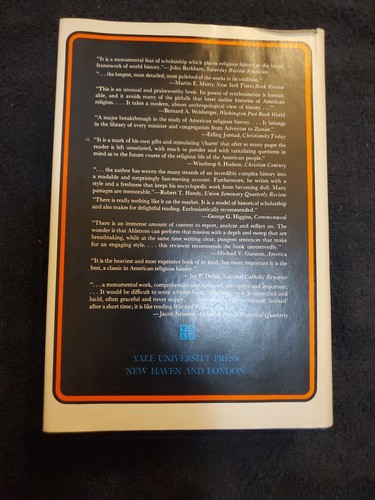 "It is a monumental feat of scholarship which places religious history in the larger
framework of world history."—John Barkham, Saturday Review Syndicate
". . . the longest, most detailed, most polished of the works in its tradition."
—Martin E. Marty, New York Times Book Review
"This is an unusual and praiseworthy book. Its power of ecclesiasticism is formid-
able, and it avoids many of the pitfalls that beset earlier histories of American
religion. . . . It takes a modern, almost anthropological view of history . . ."
—Bernard A. Weisberger, Washington Post Book World
"A major breakthrough in the study of American religious history. . . . It belongs
in the library of every minister and congregation from Adventist to Zionist."
—Erling Jorstad, Christianity Today
"It is a mark of his own gifts and stimulating 'charm' that after so many pages the
reader is left unsatiated, with much to ponder and with tantalizing questions in
mind as to the future course of the religious life of the American people."
—Winthrop S. Hudson, Christian Century
". . . the author has woven the many strands of an incredibly complex history into
a readable and surprisingly fast-moving account. Furthermore, he writes with a
style and a freshness that keeps his encyclopedic work from becoming dull. Many
passages are memorable."—Robert T. Handy, Union Seminary Quarterly Review
"There is really nothing like it on the market. It is a model of historical scholarship
and also makes for delightful reading. Enthusiastically recommended."
—George G. Higgins, Commonweal
"There is an immense amount of content to report, analyze and reflect on. The
wonder is that Ahlstrom can perform that mission with a depth and sweep that are
breathtaking, while at the same time writing clear, pungent sentences that make
for an engaging style. . . . this reviewer recommends the book unreservedly."
—Michael V. Gannon, America
"It is the heaviest and most expensive book of its kind; but more important it is the
best, a classic in American religious history."
—Jay P. Dolan, National Catholic Reporter
". . . a monumental work, comprehensive and balanced, perceptive and important.
. . . It would be difficult to write a better book. Ahlstrom's style is controlled and
lucid, often graceful and never sloppy. 'hooked'
after a short time; it is like reading War and Peace
—Jacob Historical Quarterly
YALE UNIVERSITY PRESS
NEW HAVEN AND LONDON